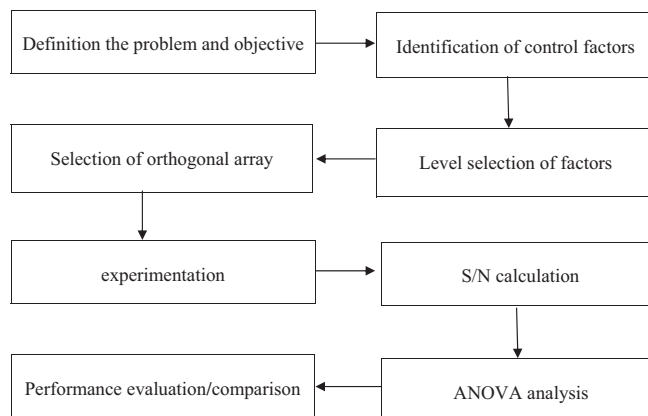 Definition the problem and objective
Identification of control factors
Level selection of factors
Selection of orthogonal array
experimentation
S/N calculation
ANOVA analysis
Performance evaluation/comparison